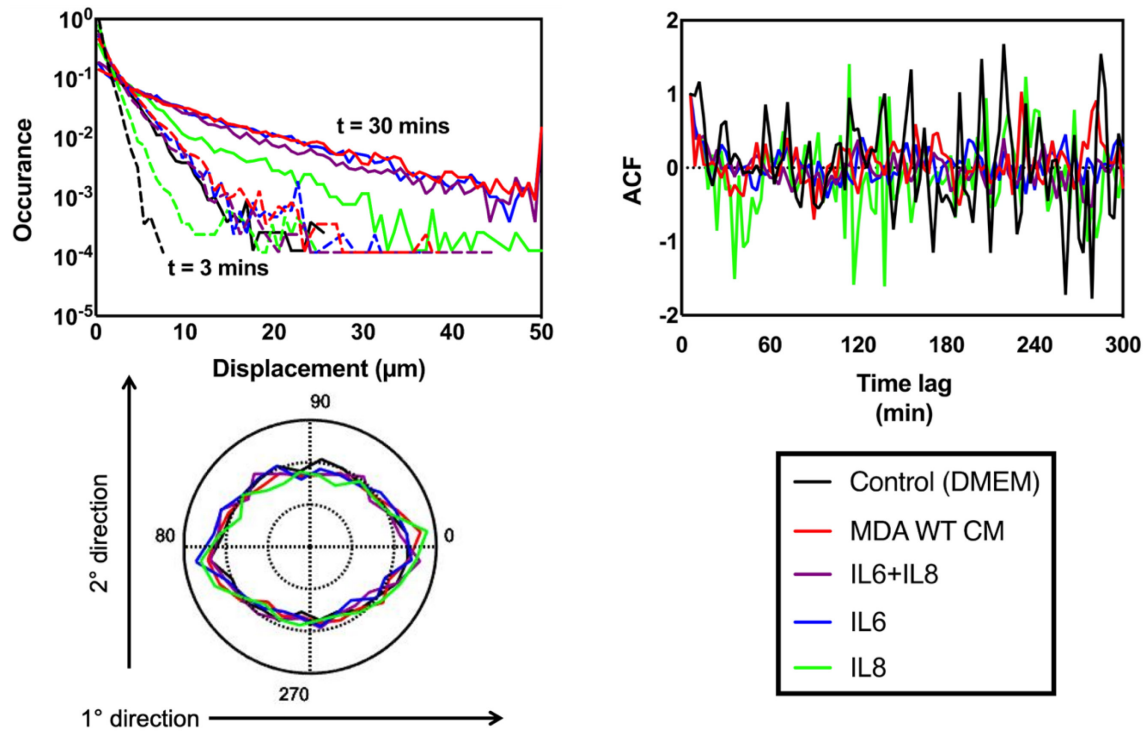 10⁰
10⁻¹
10⁻²
10⁻³
10⁻⁴
10⁻⁵
Occurance
t = 30 mins
t = 3 mins
0 10 20 30 40 50
Displacement (µm)
2
1
0
-1
-2
ACF
0 60 120 180 240 300
Time lag
(min)
90
80
0
270
2° direction
1° direction
Control (DMEM)
MDA WT CM
IL6+IL8
IL6
IL8